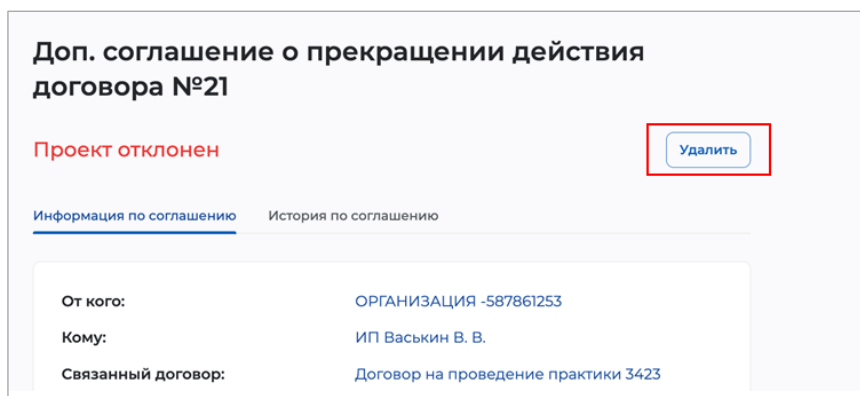 Доп. соглашение о прекращении действия
договора №21
Проект отклонен
Удалить
Информация по соглашению История по соглашению
От кого: ОРГАНИЗАЦИЯ -587861253
Кому: ИП Васькин В. В.
Связанный договор: Договор на проведение практики 3423